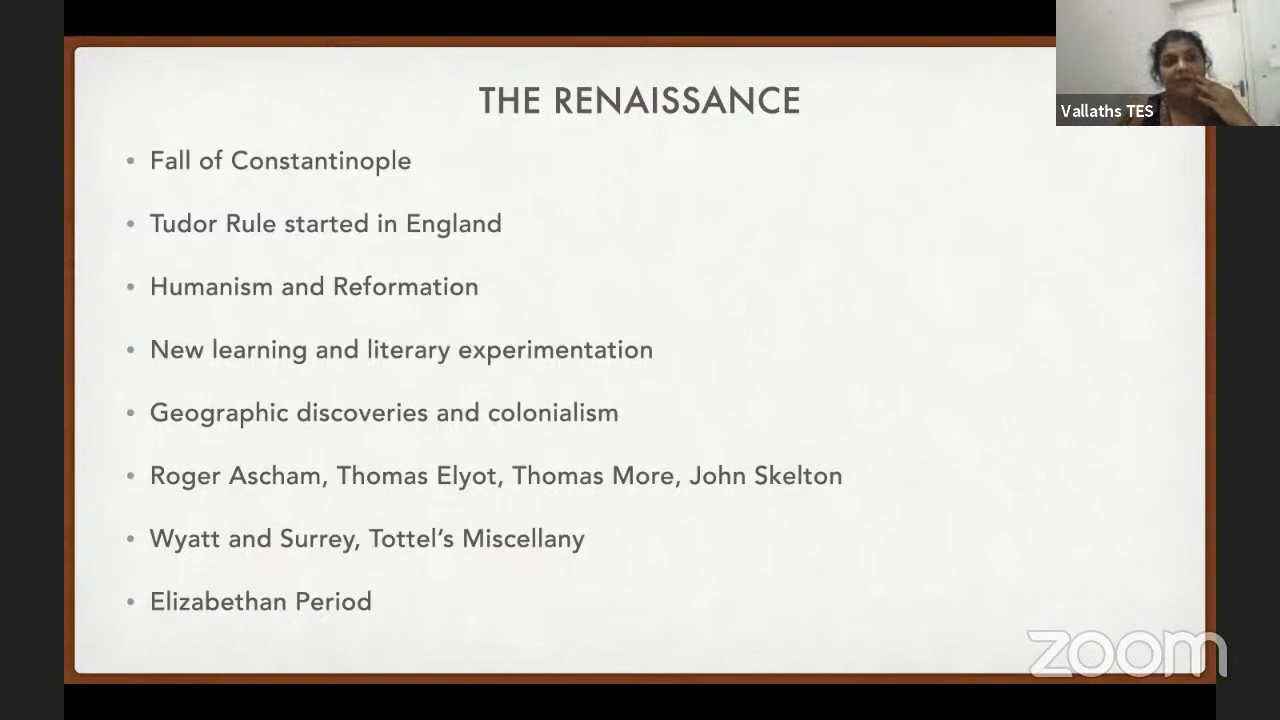 THE RENAISSANCE
Vallaths TES
• Fall of Constantinople
• Tudor Rule started in England
• Humanism and Reformation
• New learning and literary experimentation
• Geographic discoveries and colonialism
• Roger Ascham, Thomas Elyot, Thomas More, John Skelton
• Wyatt and Surrey, Tottel’s Miscellany
• Elizabethan Period
zoom